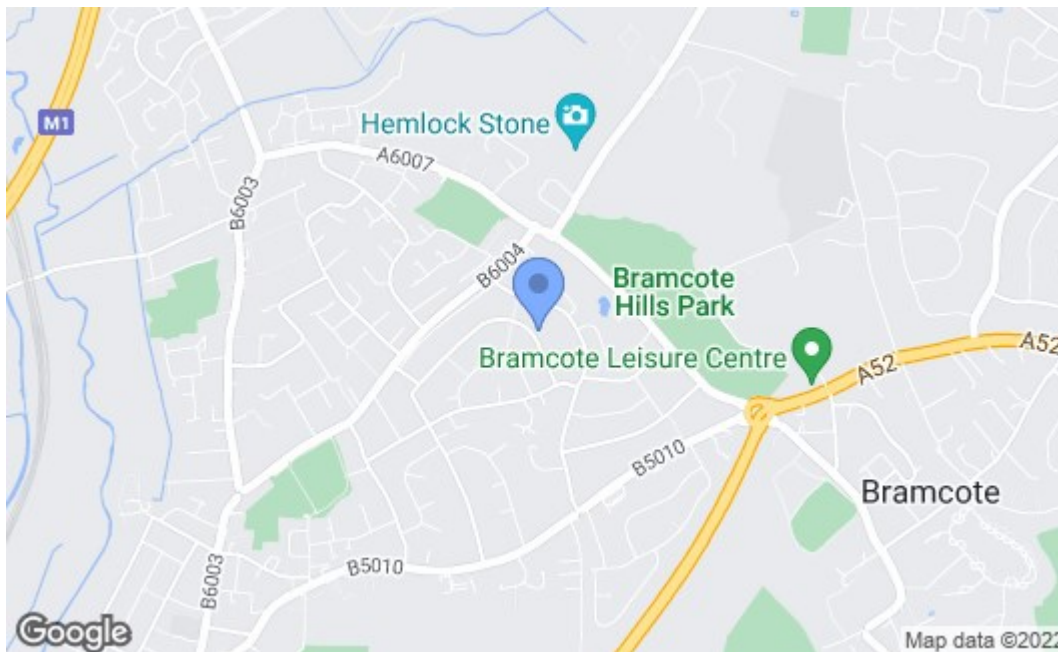 M1
Hemlock Stone
A6007
B6003
B6004
Bramcote
Hills Park
Bramcote Leisure Centre
A52
A52
B5010
Bramcote
B6003
B5010
Google
Map data ©2022